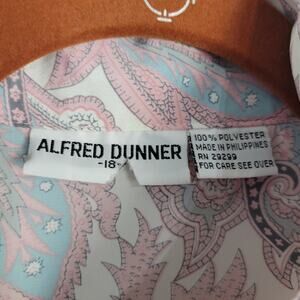 ALFRED DUNNER
-18-
100% POLYESTER
MADE IN PHILIPPINES
RN 29299
FOR CARE SEE OVER